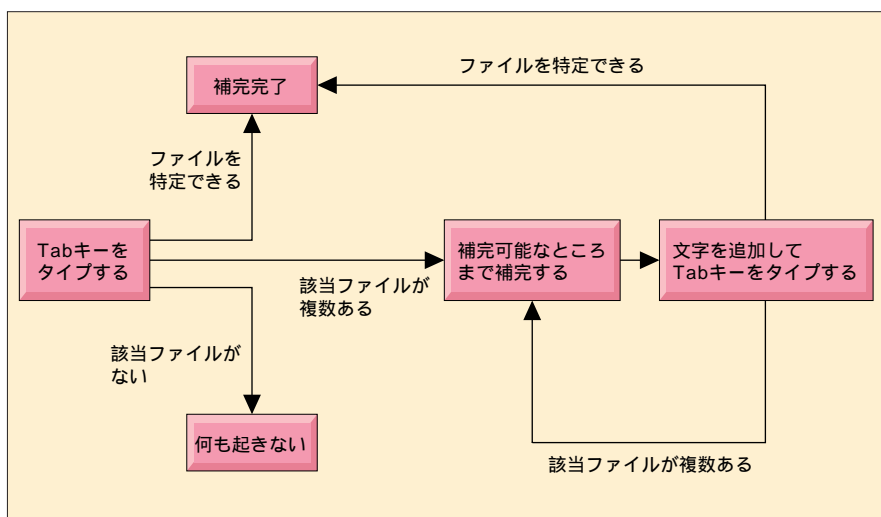 ファイルを特定できる
補完完了
ファイルを
特定できる
Tabキーを
タイプする
補完可能なところ
まで補完する
文字を追加して
Tabキーをタイプする
該当ファイルが
複数ある
該当ファイルが
ない
何も起きない
該当ファイルが複数ある